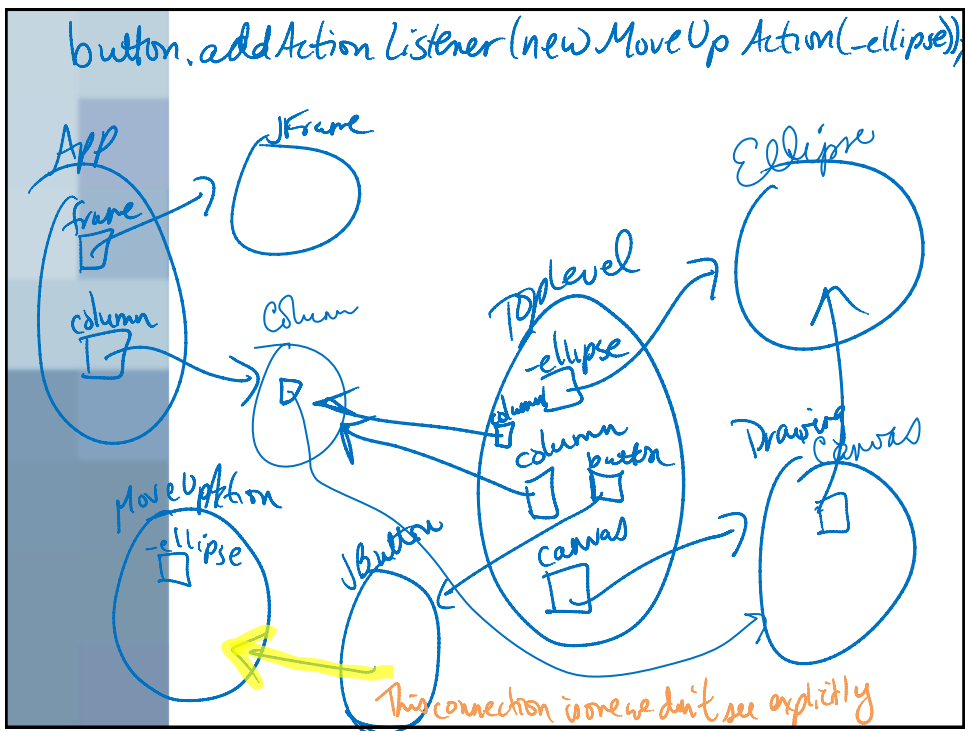 button.addActionListener(new MoveUpAction(_ellipse));
App
JFrame
Ellipse
frame
TopLevel
column
Column
_ellipse
column
column
button
Drawing
Canvas
MoveUpAction
_ellipse
JButton
canvas
This connection is one we don't see explicitly